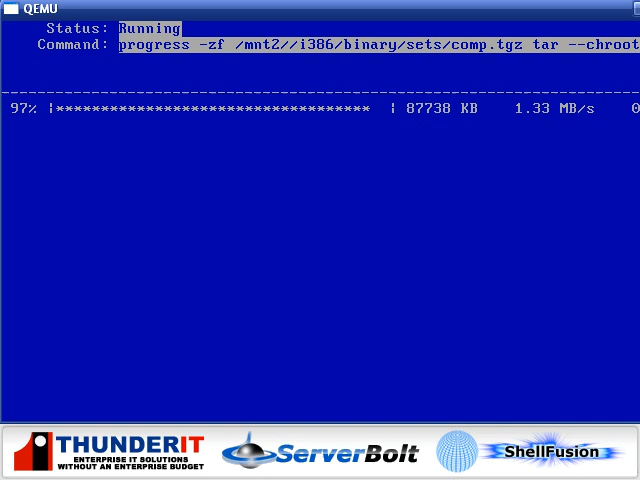 QEMU
Status: Running
Command: progress -zf /mnt2//i386/binary/sets/comp.tgz tar --chroot
97% |*********************************** | 87738 KB 1.33 MB/s 0
THUNDERIT
ENTERPRISE IT SOLUTIONS
WITHOUT AN ENTERPRISE BUDGET
ServerBolt
ShellFusion